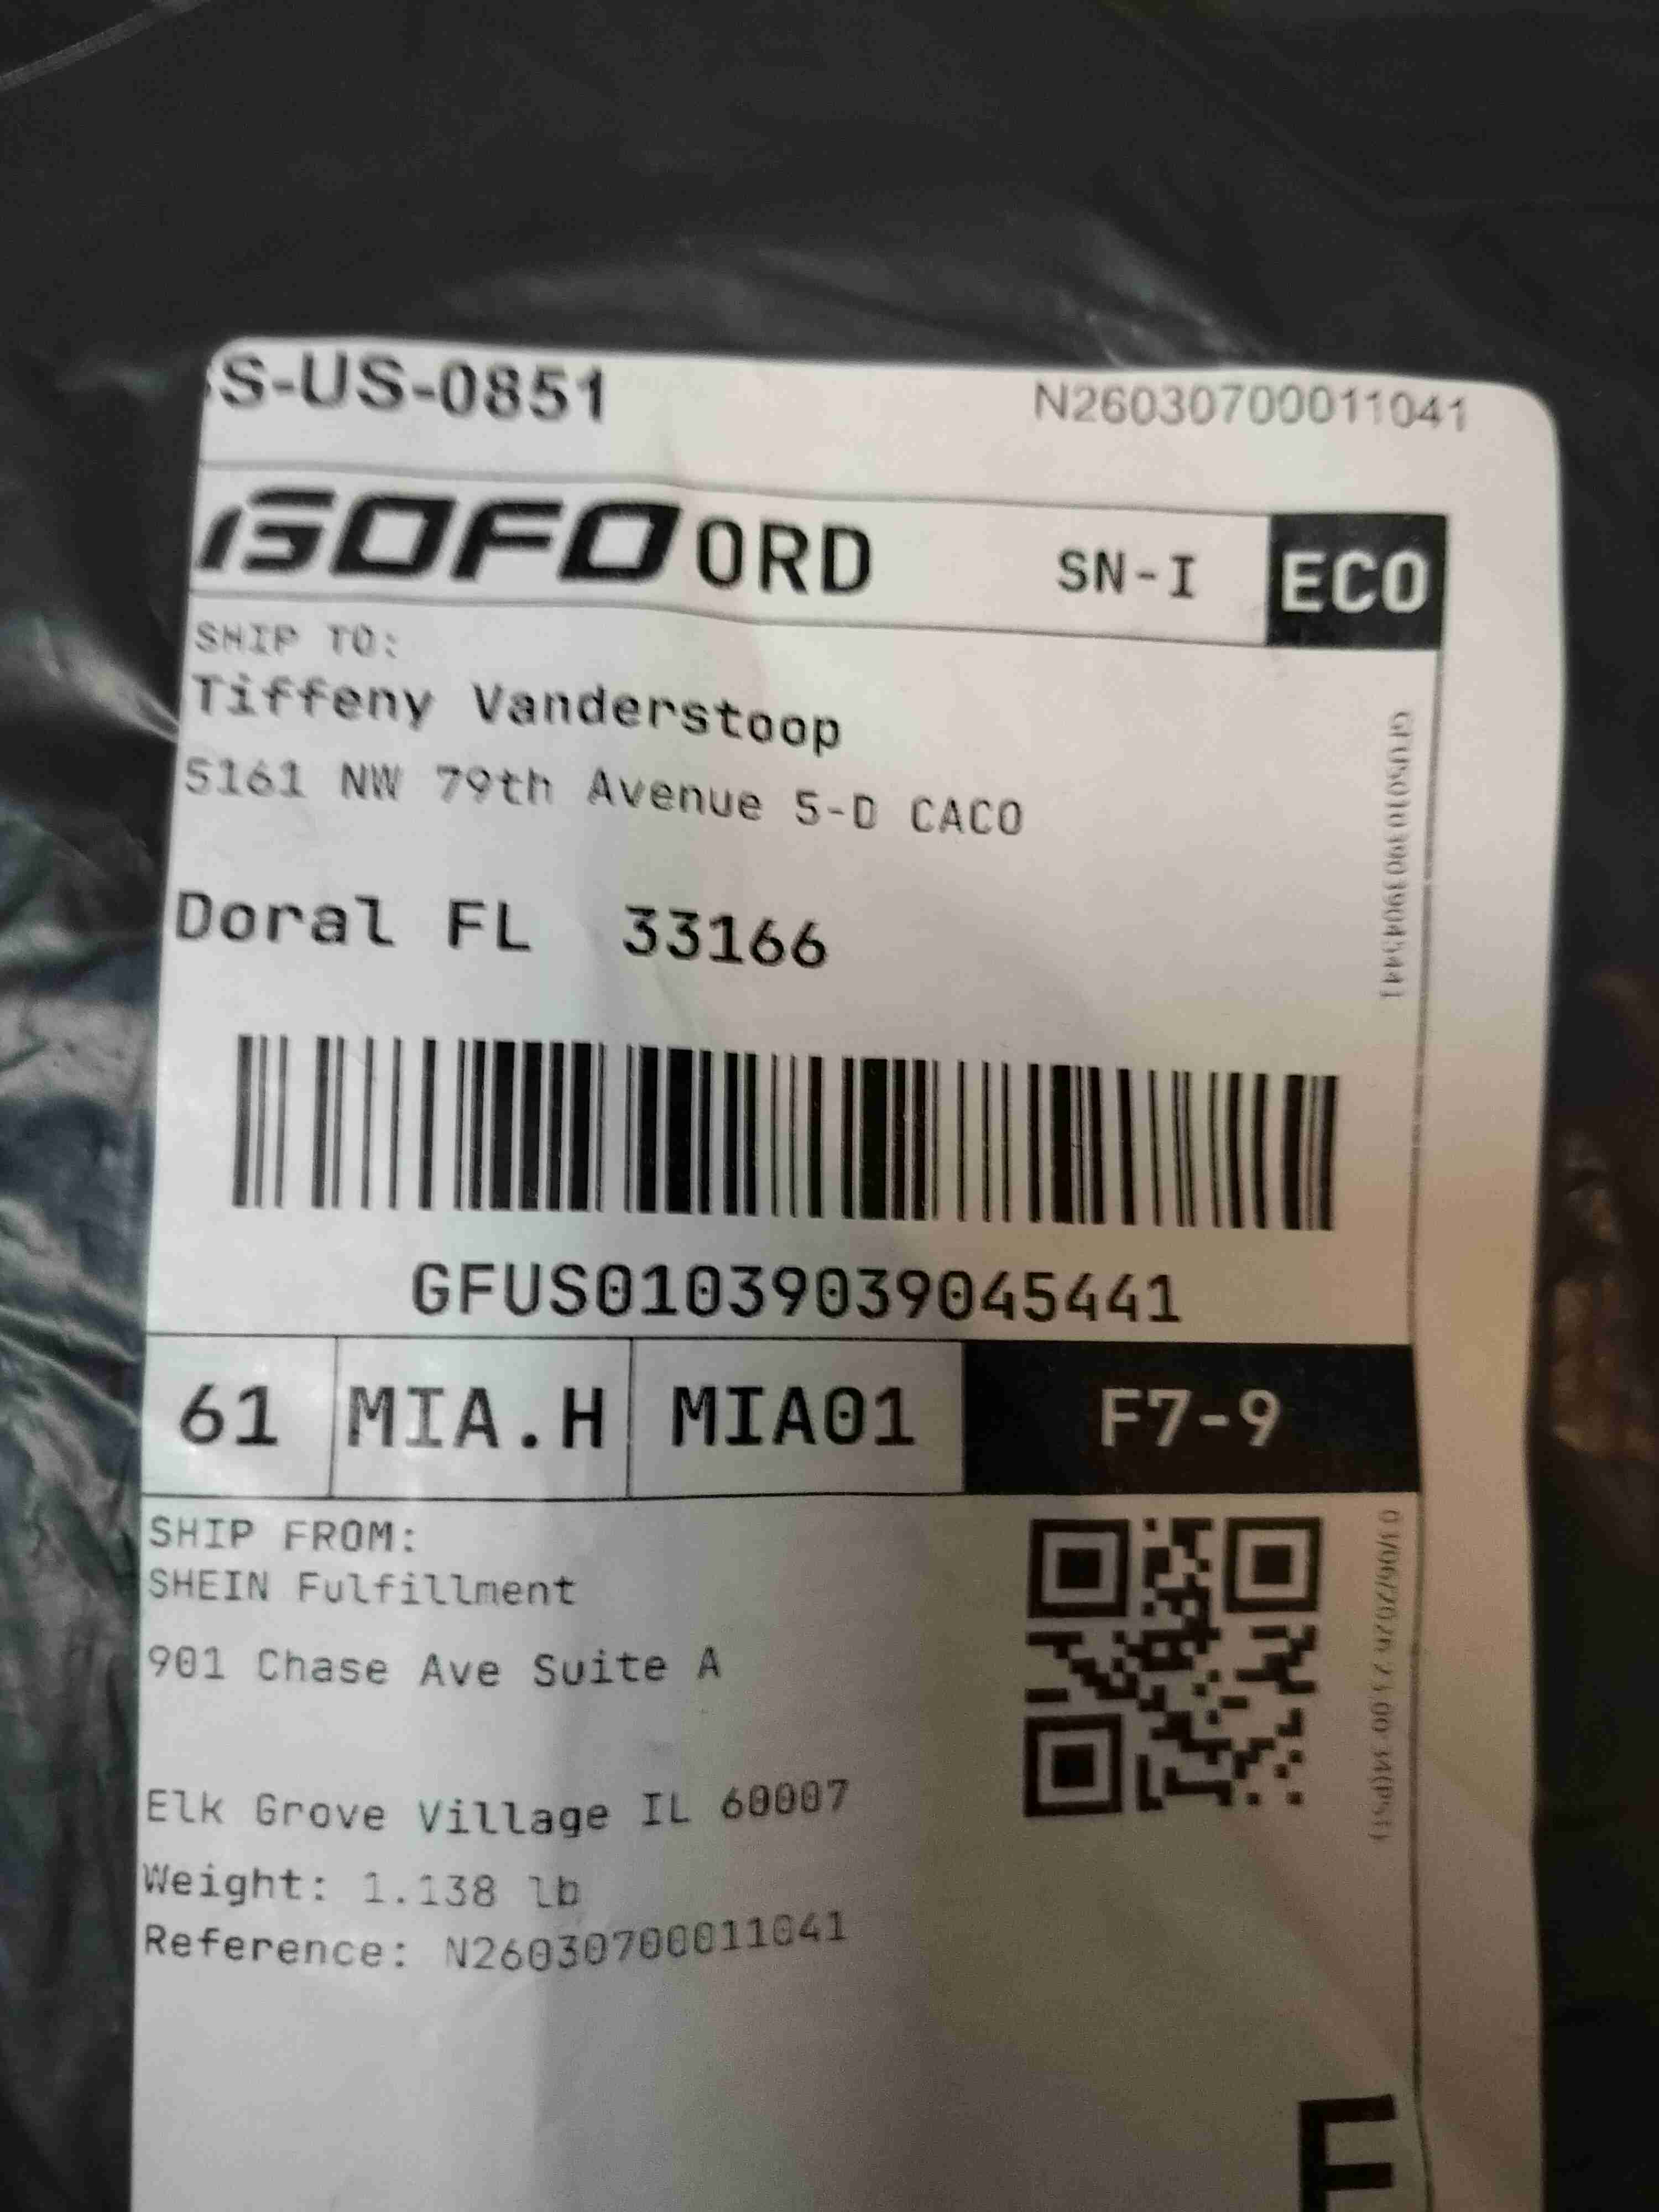 S-US-0851 N26030700011041
GOFO ORD SN-I ECO
SHIP TO:
Tiffeny Vanderstoop
5161 NW 79th Avenue 5-D CACO
Doral FL 33166
GFUS01039039045441
GFUS01039039045441
61 MIA.H MIA01 F7-9
SHIP FROM:
SHEIN Fulfillment
901 Chase Ave Suite A
Elk Grove Village IL 60007
Weight: 1.138 lb
Reference: N26030700011041
E